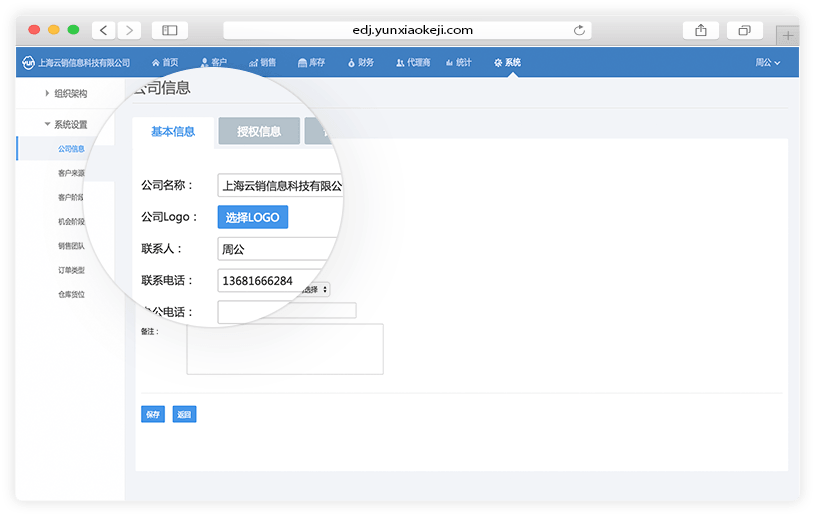 edj.yunxiaokeji.com
上海云销信息科技有限公司 首页 客户 销售 库存 财务 代理商 统计 系统 周公
公司信息
组织架构
系统设置
公司信息
客户来源
客户阶段
机会阶段
销售团队
订单类型
仓库货位
基本信息 授权信息
公司名称： 上海云销信息科技有限公
公司Logo： 选择LOGO
联系人： 周公
联系电话： 13681666284
选择
公电话：
备注：
保存 返回